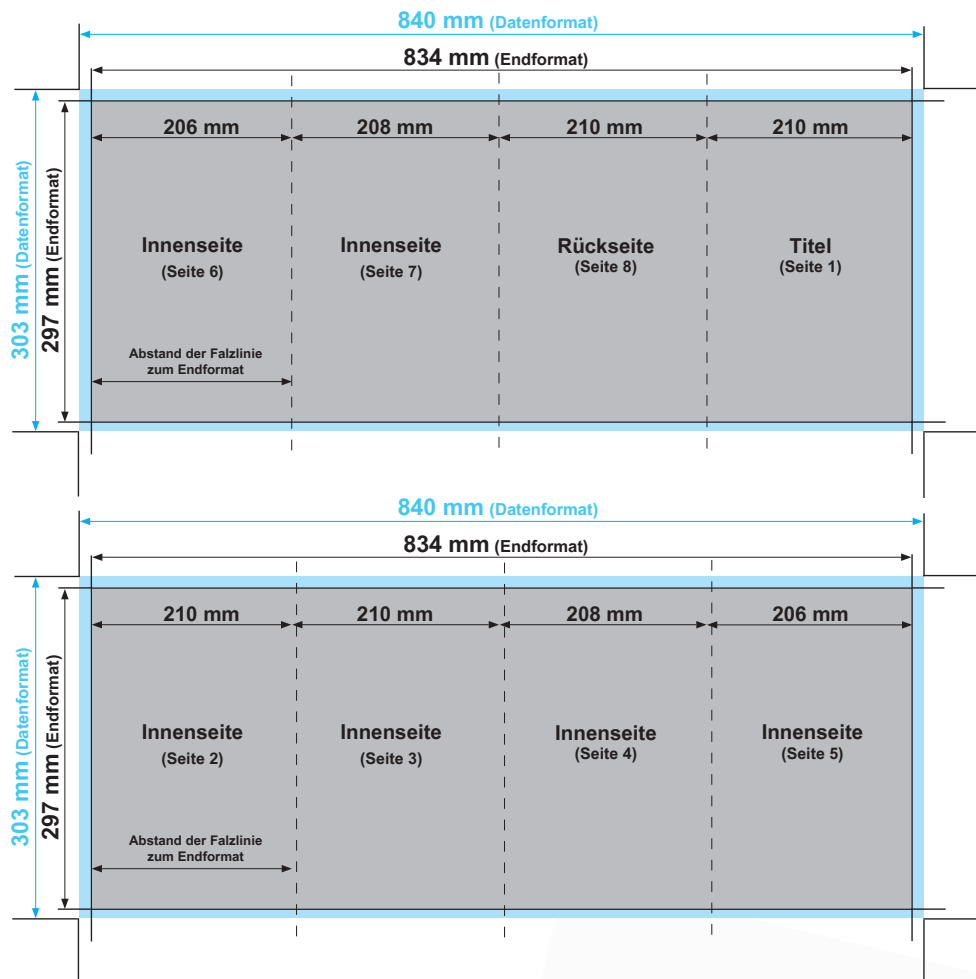 840 mm (Datenformat)
834 mm (Endformat)
206 mm 208 mm 210 mm 210 mm
303 mm (Datenformat)
297 mm (Endformat)
Innenseite Innenseite Rückseite Titel
(Seite 6) (Seite 7) (Seite 8) (Seite 1)
Abstand der Falzlinie
zum Endformat
840 mm (Datenformat)
834 mm (Endformat)
210 mm 210 mm 208 mm 206 mm
303 mm (Datenformat)
297 mm (Endformat)
Innenseite Innenseite Innenseite Innenseite
(Seite 2) (Seite 3) (Seite 4) (Seite 5)
Abstand der Falzlinie
zum Endformat